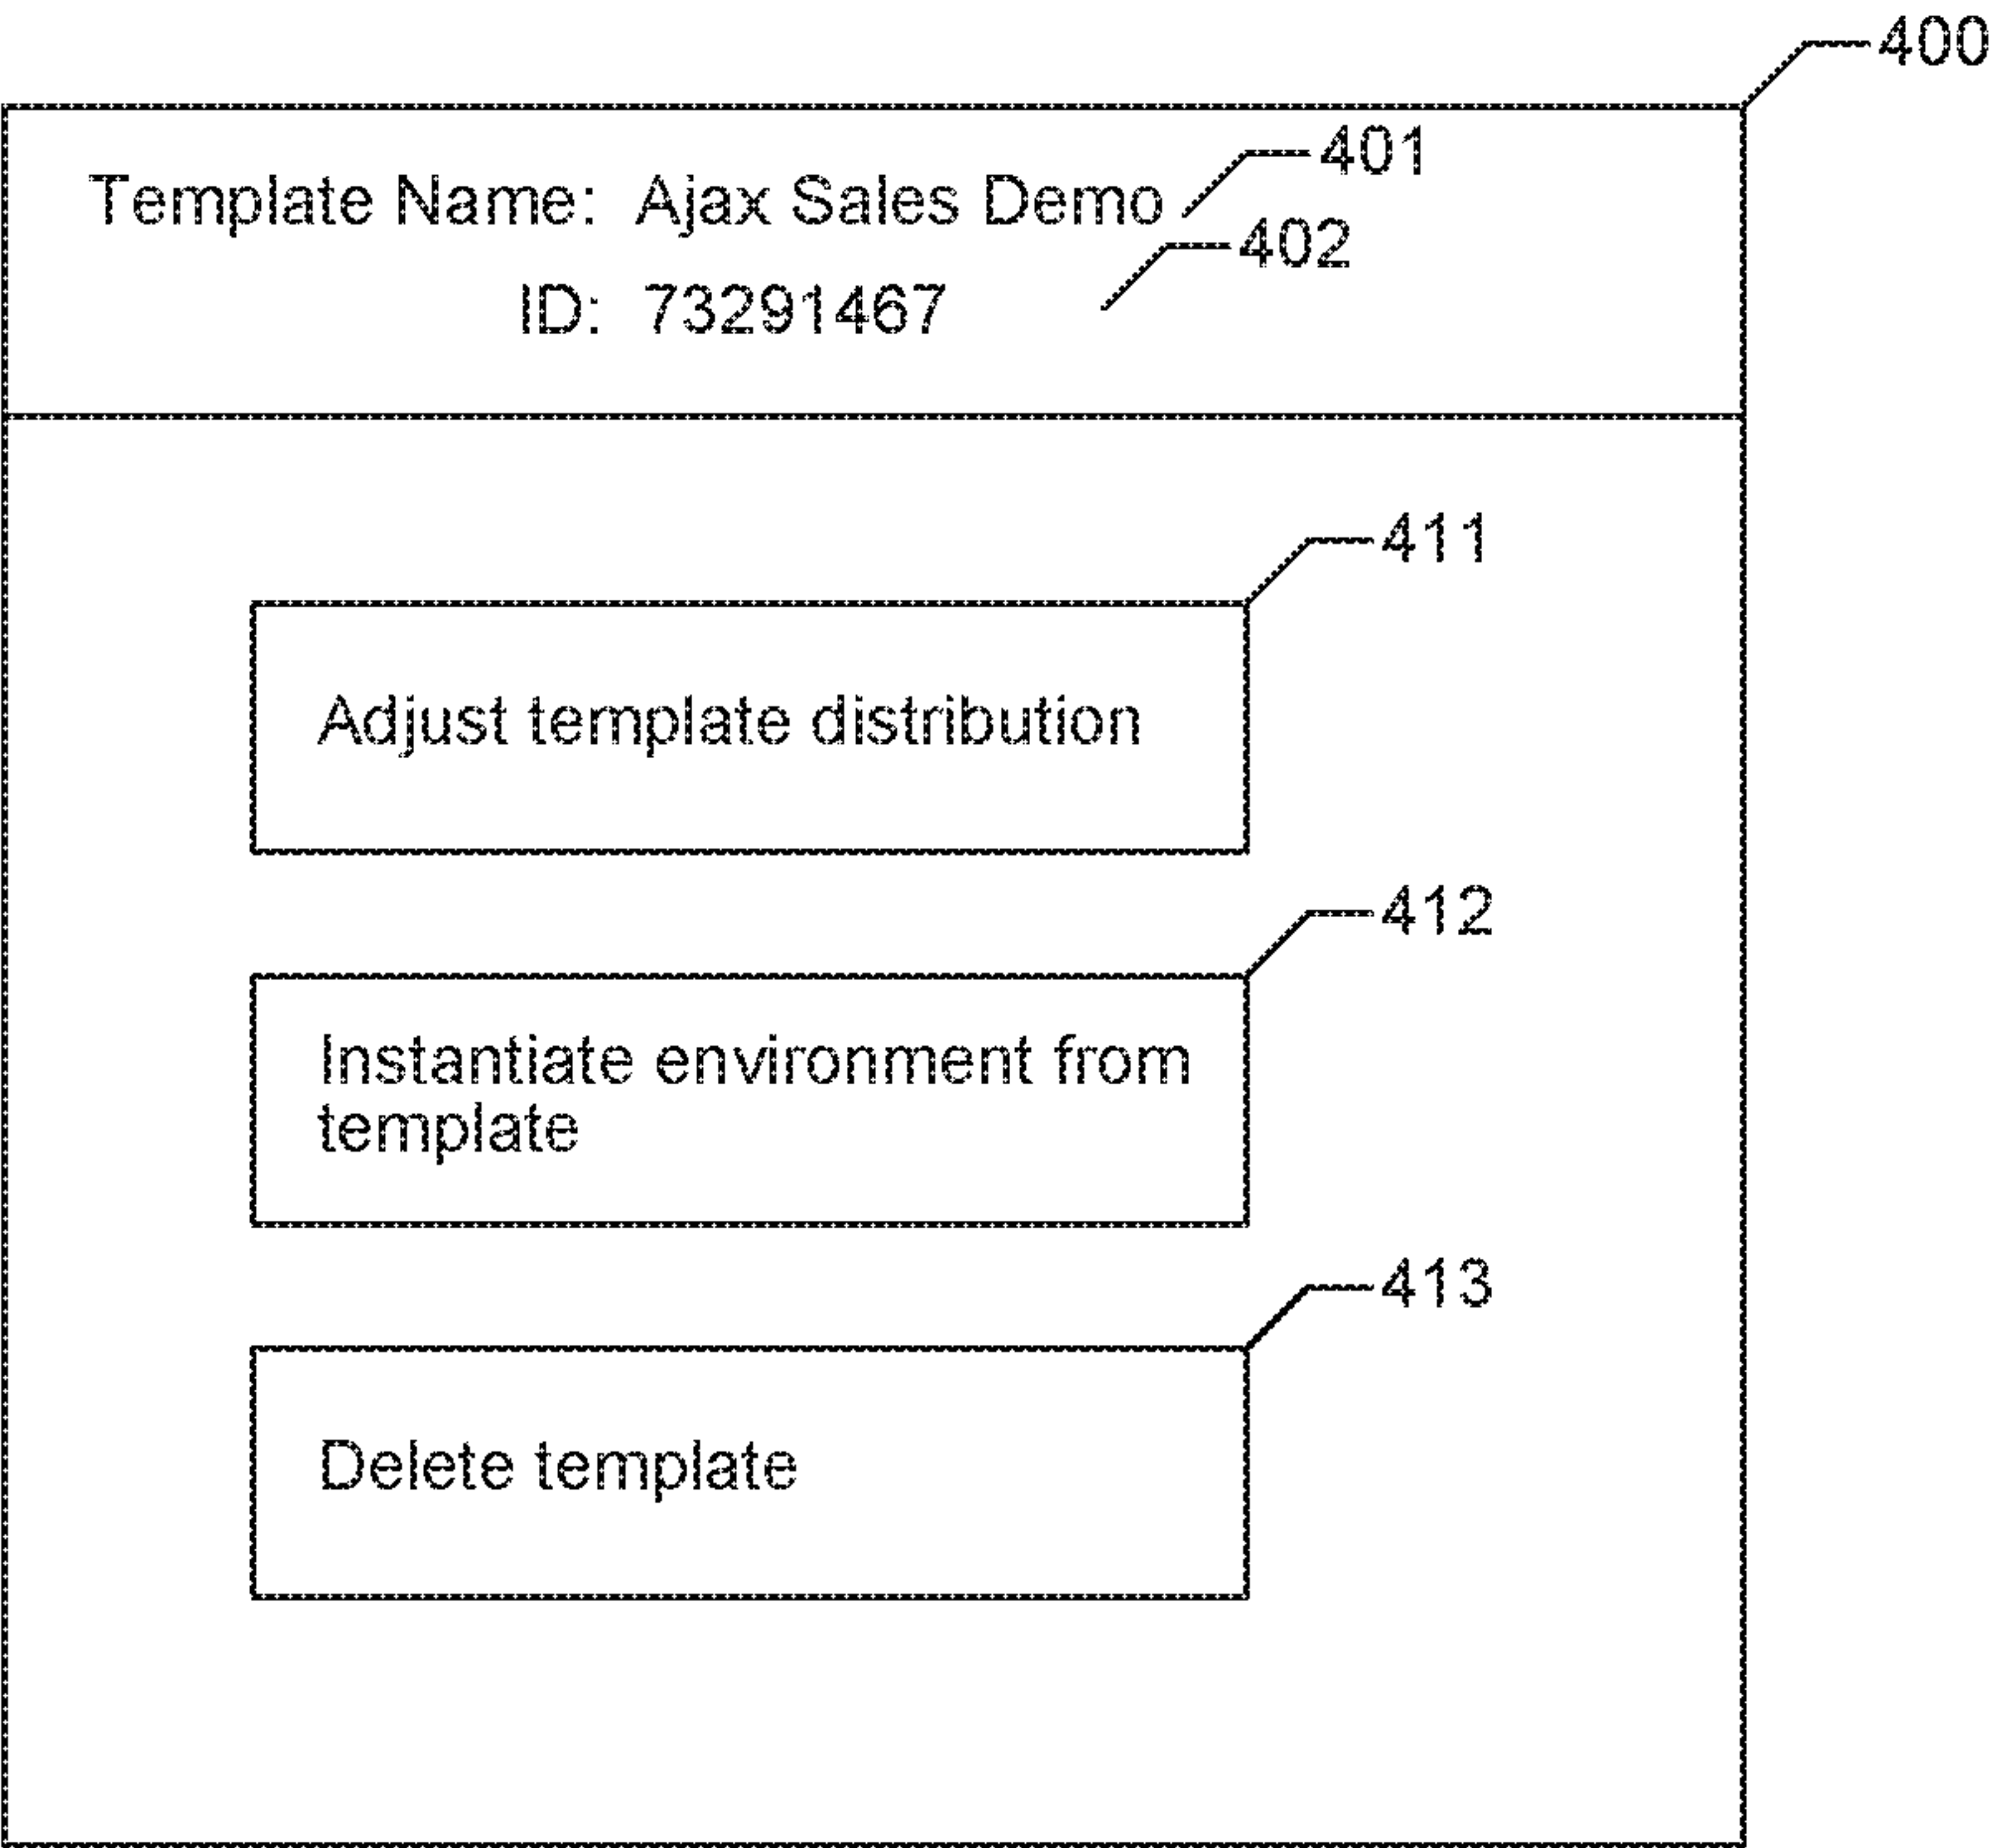 400
Template Name: Ajax Sales Demo
401
ID: 73291467
402
411
Adjust template distribution
412
Instantiate environment from
template
413
Delete template